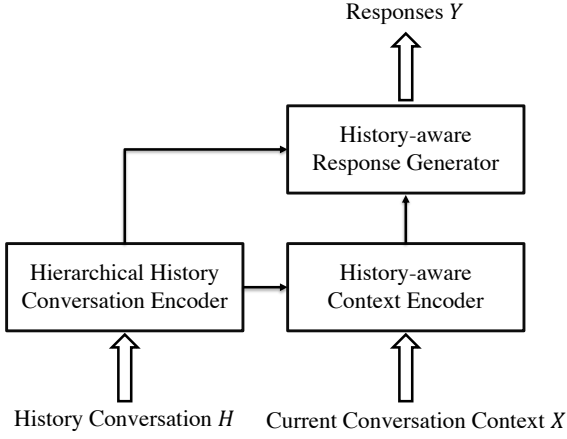 Responses Y
History-aware
Response Generator
Hierarchical History
Conversation Encoder
History-aware
Context Encoder
History Conversation H
Current Conversation Context X